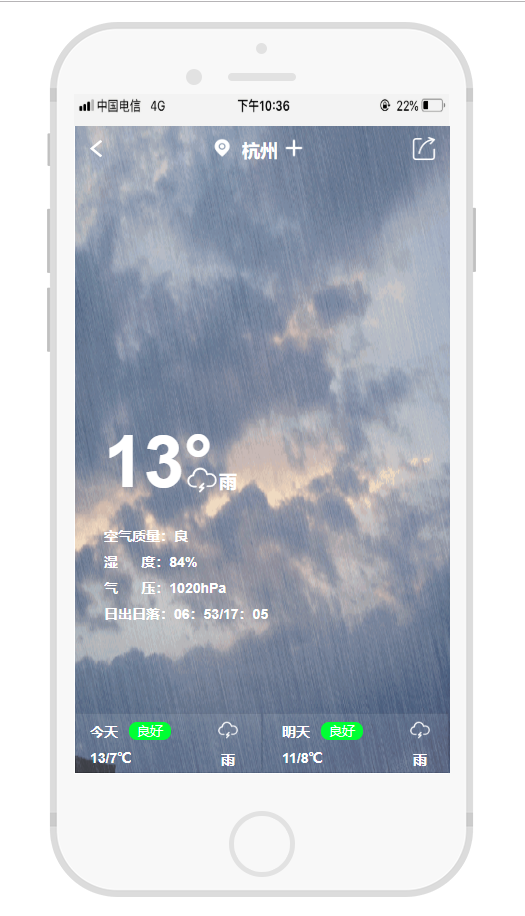 中国电信 4G 下午10:36 22%
杭州
13°
雨
空气质量：良
湿 度：84%
气 压：1020hPa
日出日落：06：53/17：05
今天 良好
13/7℃ 雨
明天 良好
11/8℃ 雨